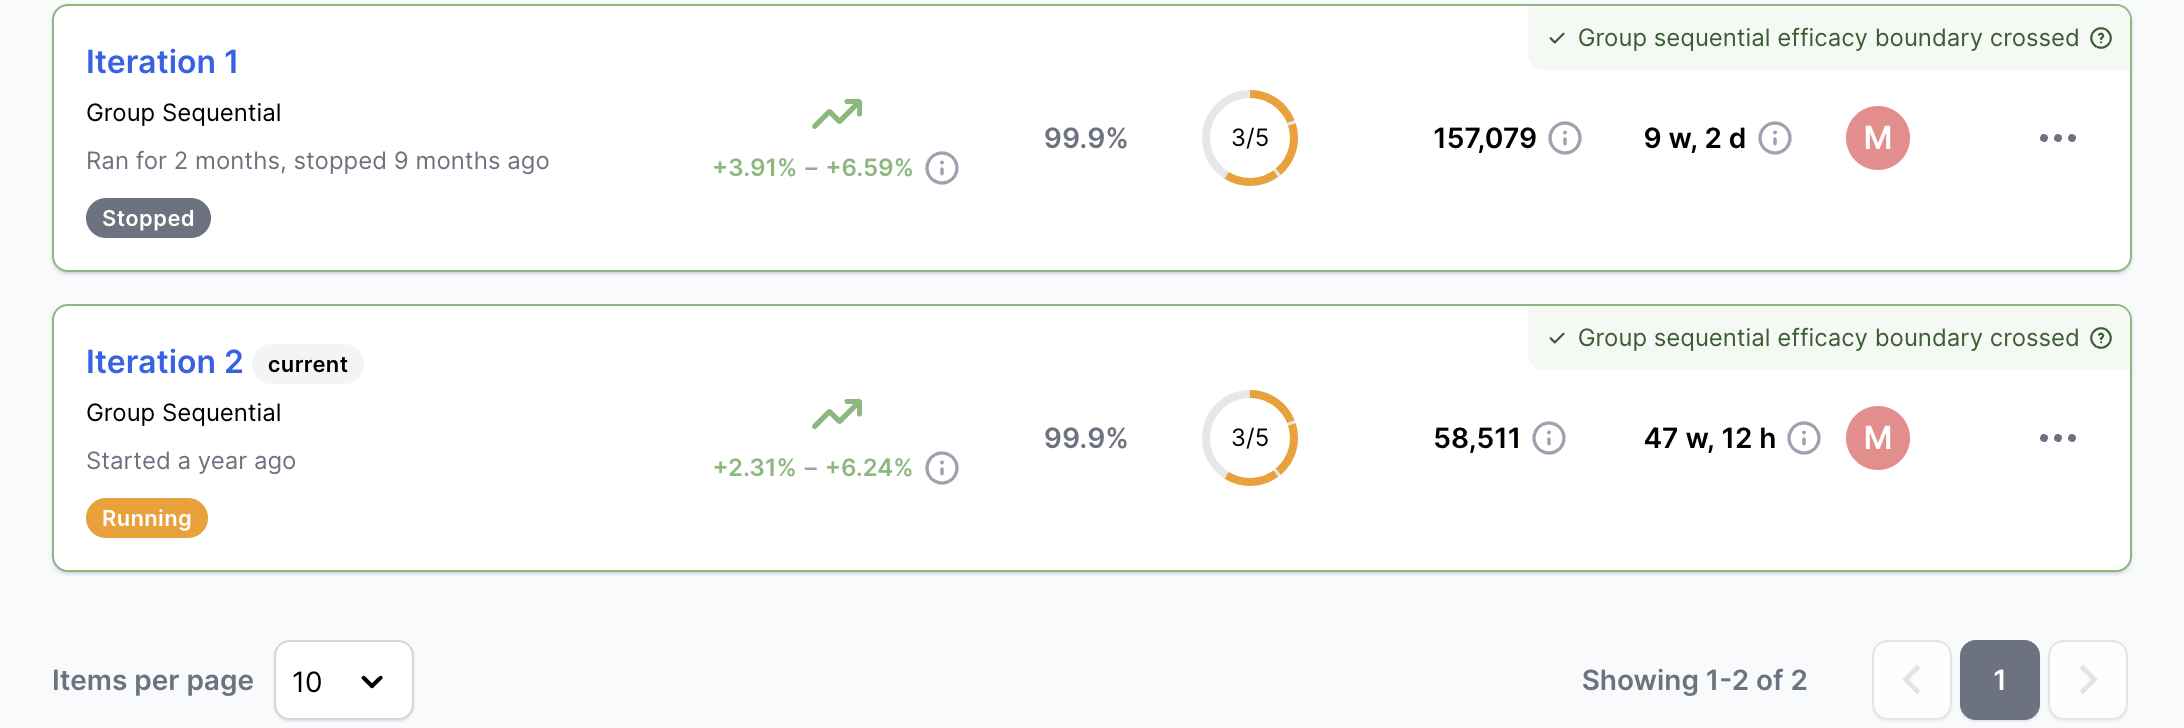 Group sequential efficacy boundary crossed
Iteration 1
Group Sequential
Ran for 2 months, stopped 9 months ago
Stopped
+3.91% – +6.59%
99.9%
3/5
157,079
9 w, 2 d
M
Group sequential efficacy boundary crossed
Iteration 2 current
Group Sequential
Started a year ago
Running
+2.31% – +6.24%
99.9%
3/5
58,511
47 w, 12 h
M
Items per page 10
Showing 1-2 of 2
1